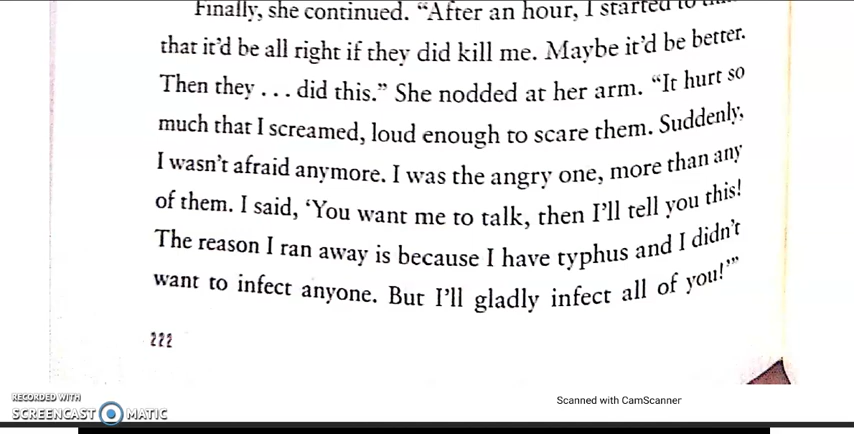 Finally, she continued. “After an hour, I started to
that it’d be all right if they did kill me. Maybe it’d be better.
Then they . . . did this.” She nodded at her arm. “It hurt so
much that I screamed, loud enough to scare them. Suddenly,
I wasn’t afraid anymore. I was the angry one, more than any
of them. I said, ‘You want me to talk, then I’ll tell you this!
The reason I ran away is because I have typhus and I didn’t
want to infect anyone. But I’ll gladly infect all of you!’”
222
RECORDED WITH
SCREENCAST MATIC
Scanned with CamScanner